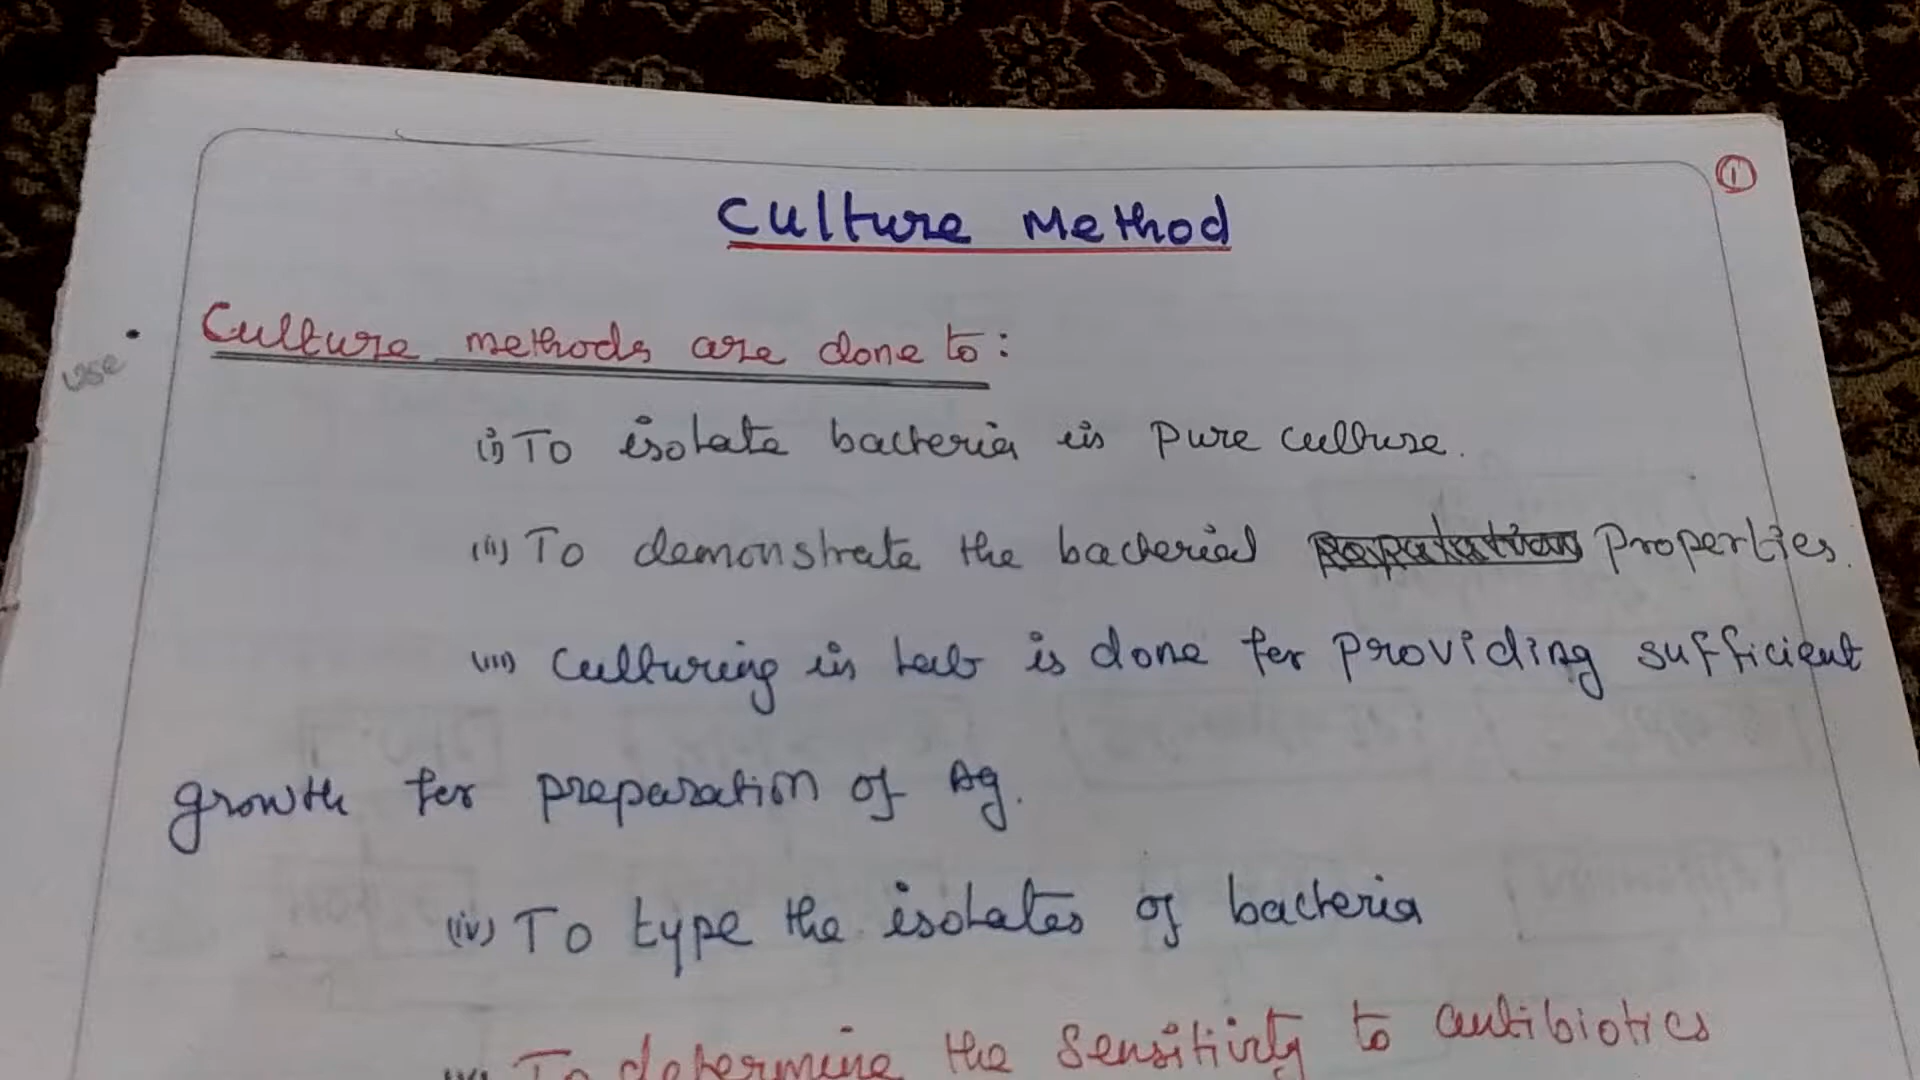 ①
Culture Method
• Culture methods are done to:
use
(i) To isolate bacteria in pure culture.
(ii) To demonstrate the bacterial Properties.
(iii) Culturing in Lab is done for providing sufficient
growth for preparation of Ag.
(iv) To type the isolates of bacteria
To determine the sensitivity to antibiotics